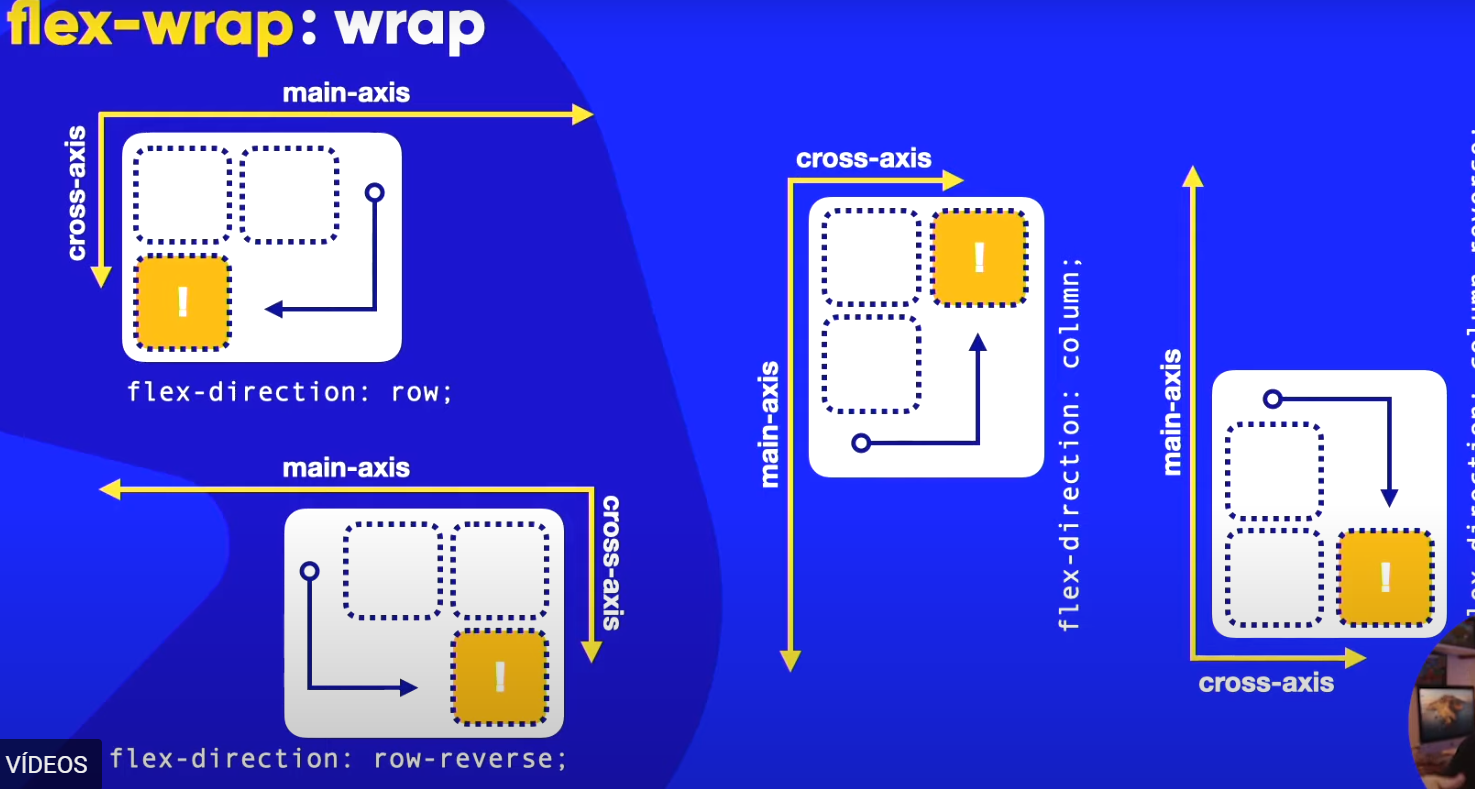 flex-wrap: wrap
main-axis
cross-axis
!
flex-direction: row;
main-axis
cross-axis
!
flex-direction: row-reverse;
cross-axis
main-axis
!
flex-direction: column;
main-axis
!
cross-axis
flex-direction: column-reverse;
VÍDEOS